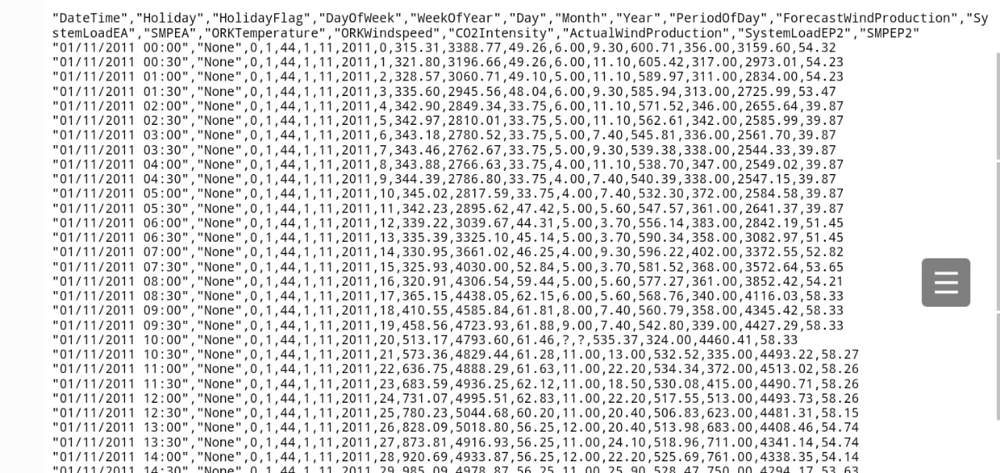 "DateTime","Holiday","HolidayFlag","DayOfWeek","WeekOfYear","Day","Month","Year","PeriodOfDay","ForecastWindProduction","Sy
stemLoadEA","SMPEA","ORKTemperature","ORKWindspeed","CO2Intensity","ActualWindProduction","SystemLoadEP2","SMPEP2"
"01/11/2011 00:00","None",0,1,44,1,11,2011,0,315.31,3388.77,49.26,6.00,9.30,600.71,356.00,3159.60,54.32
"01/11/2011 00:30","None",0,1,44,1,11,2011,1,321.80,3196.66,49.26,6.00,11.10,605.42,317.00,2973.01,54.23
"01/11/2011 01:00","None",0,1,44,1,11,2011,2,328.57,3060.71,49.10,5.00,11.10,589.97,311.00,2834.00,54.23
"01/11/2011 01:30","None",0,1,44,1,11,2011,3,335.60,2945.56,48.04,6.00,9.30,585.94,313.00,2725.99,53.47
"01/11/2011 02:00","None",0,1,44,1,11,2011,4,342.90,2849.34,33.75,6.00,11.10,571.52,346.00,2655.64,39.87
"01/11/2011 02:30","None",0,1,44,1,11,2011,5,342.97,2810.01,33.75,5.00,11.10,562.61,342.00,2585.99,39.87
"01/11/2011 03:00","None",0,1,44,1,11,2011,6,343.18,2780.52,33.75,5.00,7.40,545.81,336.00,2561.70,39.87
"01/11/2011 03:30","None",0,1,44,1,11,2011,7,343.46,2762.67,33.75,5.00,9.30,539.38,338.00,2544.33,39.87
"01/11/2011 04:00","None",0,1,44,1,11,2011,8,343.88,2766.63,33.75,4.00,11.10,538.70,347.00,2549.02,39.87
"01/11/2011 04:30","None",0,1,44,1,11,2011,9,344.39,2786.80,33.75,4.00,7.40,540.39,338.00,2547.15,39.87
"01/11/2011 05:00","None",0,1,44,1,11,2011,10,345.02,2817.59,33.75,4.00,7.40,532.30,372.00,2584.58,39.87
"01/11/2011 05:30","None",0,1,44,1,11,2011,11,342.23,2895.62,47.42,5.00,5.60,547.57,361.00,2641.37,39.87
"01/11/2011 06:00","None",0,1,44,1,11,2011,12,339.22,3039.67,44.31,5.00,3.70,556.14,383.00,2842.19,51.45
"01/11/2011 06:30","None",0,1,44,1,11,2011,13,335.39,3325.10,45.14,5.00,3.70,590.34,358.00,3082.97,51.45
"01/11/2011 07:00","None",0,1,44,1,11,2011,14,330.95,3661.02,46.25,4.00,9.30,596.22,402.00,3372.55,52.82
"01/11/2011 07:30","None",0,1,44,1,11,2011,15,325.93,4030.00,52.84,5.00,3.70,581.52,368.00,3572.64,53.65
"01/11/2011 08:00","None",0,1,44,1,11,2011,16,320.91,4306.54,59.44,5.00,5.60,577.27,361.00,3852.42,54.21
"01/11/2011 08:30","None",0,1,44,1,11,2011,17,365.15,4438.05,62.15,6.00,5.60,568.76,340.00,4116.03,58.33
"01/11/2011 09:00","None",0,1,44,1,11,2011,18,410.55,4585.84,61.81,8.00,7.40,560.79,358.00,4345.42,58.33
"01/11/2011 09:30","None",0,1,44,1,11,2011,19,458.56,4723.93,61.88,9.00,7.40,542.80,339.00,4427.29,58.33
"01/11/2011 10:00","None",0,1,44,1,11,2011,20,513.17,4793.60,61.46,?,?,535.37,324.00,4460.41,58.33
"01/11/2011 10:30","None",0,1,44,1,11,2011,21,573.36,4829.44,61.28,11.00,13.00,532.52,335.00,4493.22,58.27
"01/11/2011 11:00","None",0,1,44,1,11,2011,22,636.75,4888.29,61.63,11.00,22.20,534.34,372.00,4513.02,58.26
"01/11/2011 11:30","None",0,1,44,1,11,2011,23,683.59,4936.25,62.12,11.00,18.50,530.08,415.00,4490.71,58.26
"01/11/2011 12:00","None",0,1,44,1,11,2011,24,731.07,4995.51,62.83,11.00,22.20,517.55,513.00,4493.73,58.26
"01/11/2011 12:30","None",0,1,44,1,11,2011,25,780.23,5044.68,60.20,11.00,20.40,506.83,623.00,4481.31,58.15
"01/11/2011 13:00","None",0,1,44,1,11,2011,26,828.09,5018.80,56.25,12.00,20.40,513.98,683.00,4408.46,54.74
"01/11/2011 13:30","None",0,1,44,1,11,2011,27,873.81,4916.93,56.25,11.00,24.10,518.96,711.00,4341.14,54.74
"01/11/2011 14:00","None",0,1,44,1,11,2011,28,920.69,4933.87,56.25,12.00,22.20,525.69,761.00,4338.35,54.14
"01/11/2011 14:30","None",0,1,44,1,11,2011,29,985.09,4978.87,56.25,11.00,25.90,528.47,750.00,4294.17,53.63